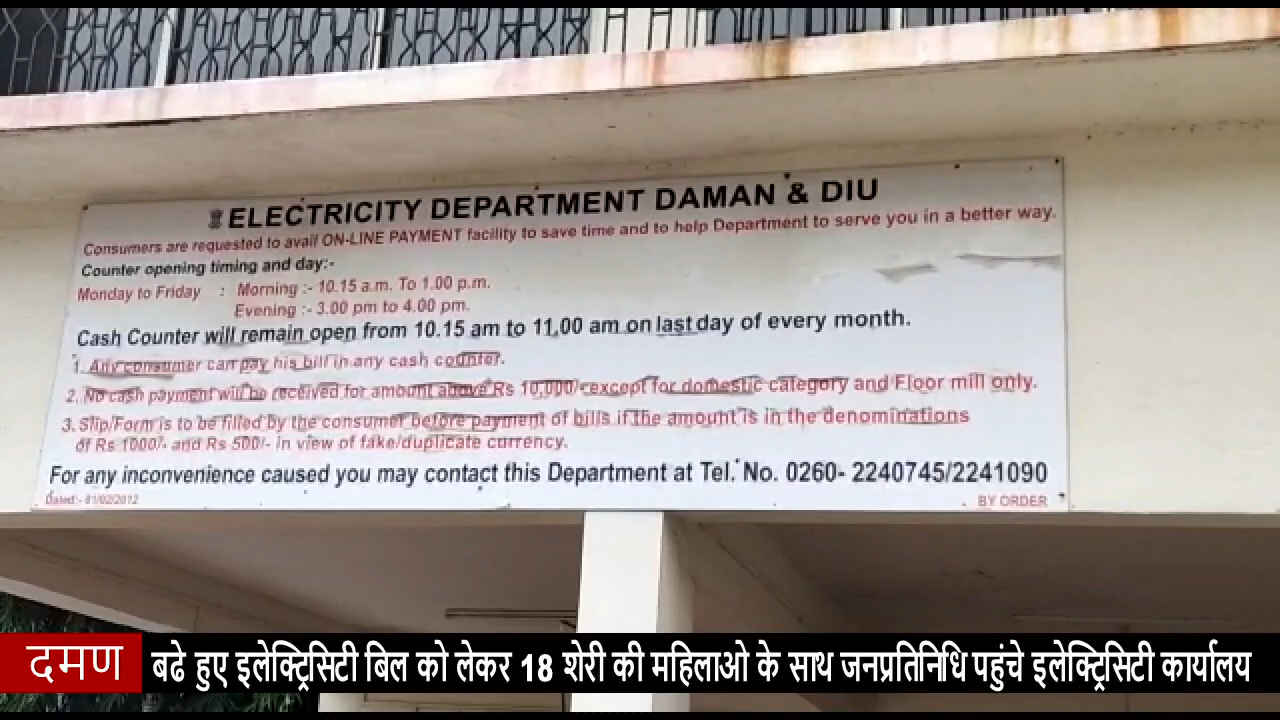 ELECTRICITY DEPARTMENT DAMAN & DIU
Consumers are requested to avail ON-LINE PAYMENT facility to save time and to help Department to serve you in a better way.
Counter opening timing and day:-
Monday to Friday : Morning :- 10.15 a.m. To 1.00 p.m.
Evening :- 3.00 pm to 4.00 pm.
Cash Counter will remain open from 10.15 am to 11.00 am on last day of every month.
1. Any consumer can pay his bill in any cash counter.
2. No cash payment will be received for amount above Rs 10,000/- except for domestic category and Floor mill only.
3. Slip/Form is to be filled by the consumer before payment of bills if the amount is in the denominations
of Rs 1000/- and Rs 500/- in view of fake/duplicate currency.
For any inconvenience caused you may contact this Department at Tel. No. 0260- 2240745/2241090
Dated:- 01/02/2012
BY ORDER
दमण
बढे हुए इलेक्ट्रिसिटी बिल को लेकर 18 शेरी की महिलाओ के साथ जनप्रतिनिधि पहुंचे इलेक्ट्रिसिटी कार्यालय